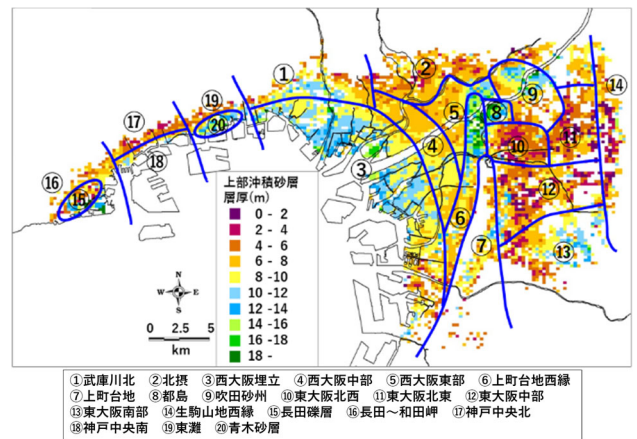 ① ② ③ ④ ⑤ ⑥ ⑦ ⑧ ⑨ ⑩ ⑪ ⑫ ⑬ ⑭ ⑮ ⑯ ⑰ ⑱ ⑲ ⑳
上部沖積砂層
層厚(m)
0 - 2
2 - 4
4 - 6
6 - 8
8 -10
10 -12
12 -14
14 -16
16 -18
18 -
N
W E
S
0 2.5 5
km
①武庫川北 ②北摂 ③西大阪埋立 ④西大阪中部 ⑤西大阪東部 ⑥上町台地西縁
⑦上町台地 ⑧都島 ⑨吹田砂州 ⑩東大阪北西 ⑪東大阪北東 ⑫東大阪中部
⑬東大阪南部 ⑭生駒山地西縁 ⑮長田礫層 ⑯長田～和田岬 ⑰神戸中央北
⑱神戸中央南 ⑲東灘 ⑳青木砂層